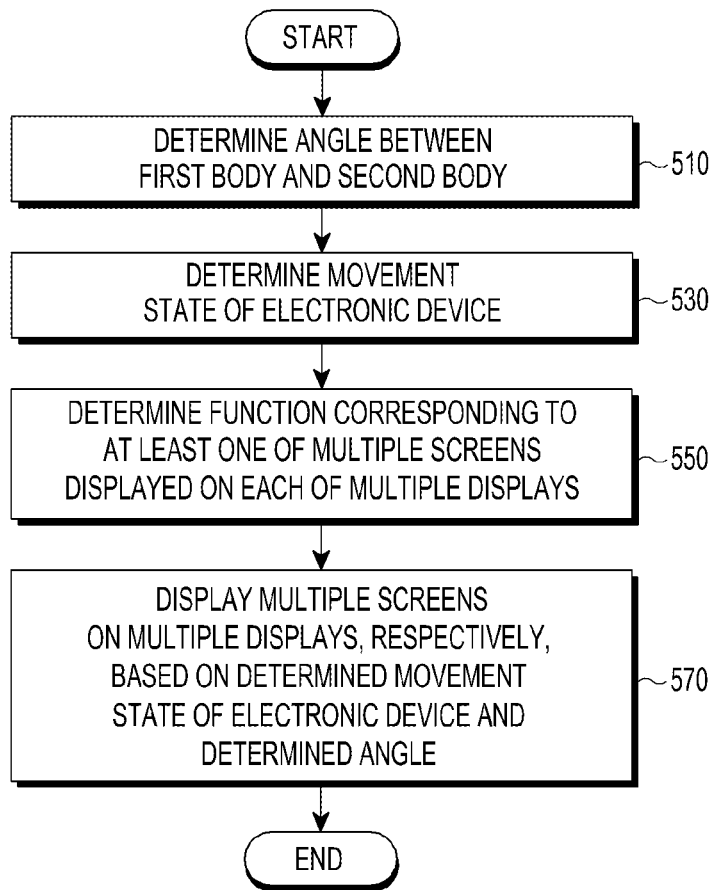 START
DETERMINE ANGLE BETWEEN
FIRST BODY AND SECOND BODY
510
DETERMINE MOVEMENT
STATE OF ELECTRONIC DEVICE
530
DETERMINE FUNCTION CORRESPONDING TO
AT LEAST ONE OF MULTIPLE SCREENS
DISPLAYED ON EACH OF MULTIPLE DISPLAYS
550
DISPLAY MULTIPLE SCREENS
ON MULTIPLE DISPLAYS, RESPECTIVELY,
BASED ON DETERMINED MOVEMENT
STATE OF ELECTRONIC DEVICE AND
DETERMINED ANGLE
570
END